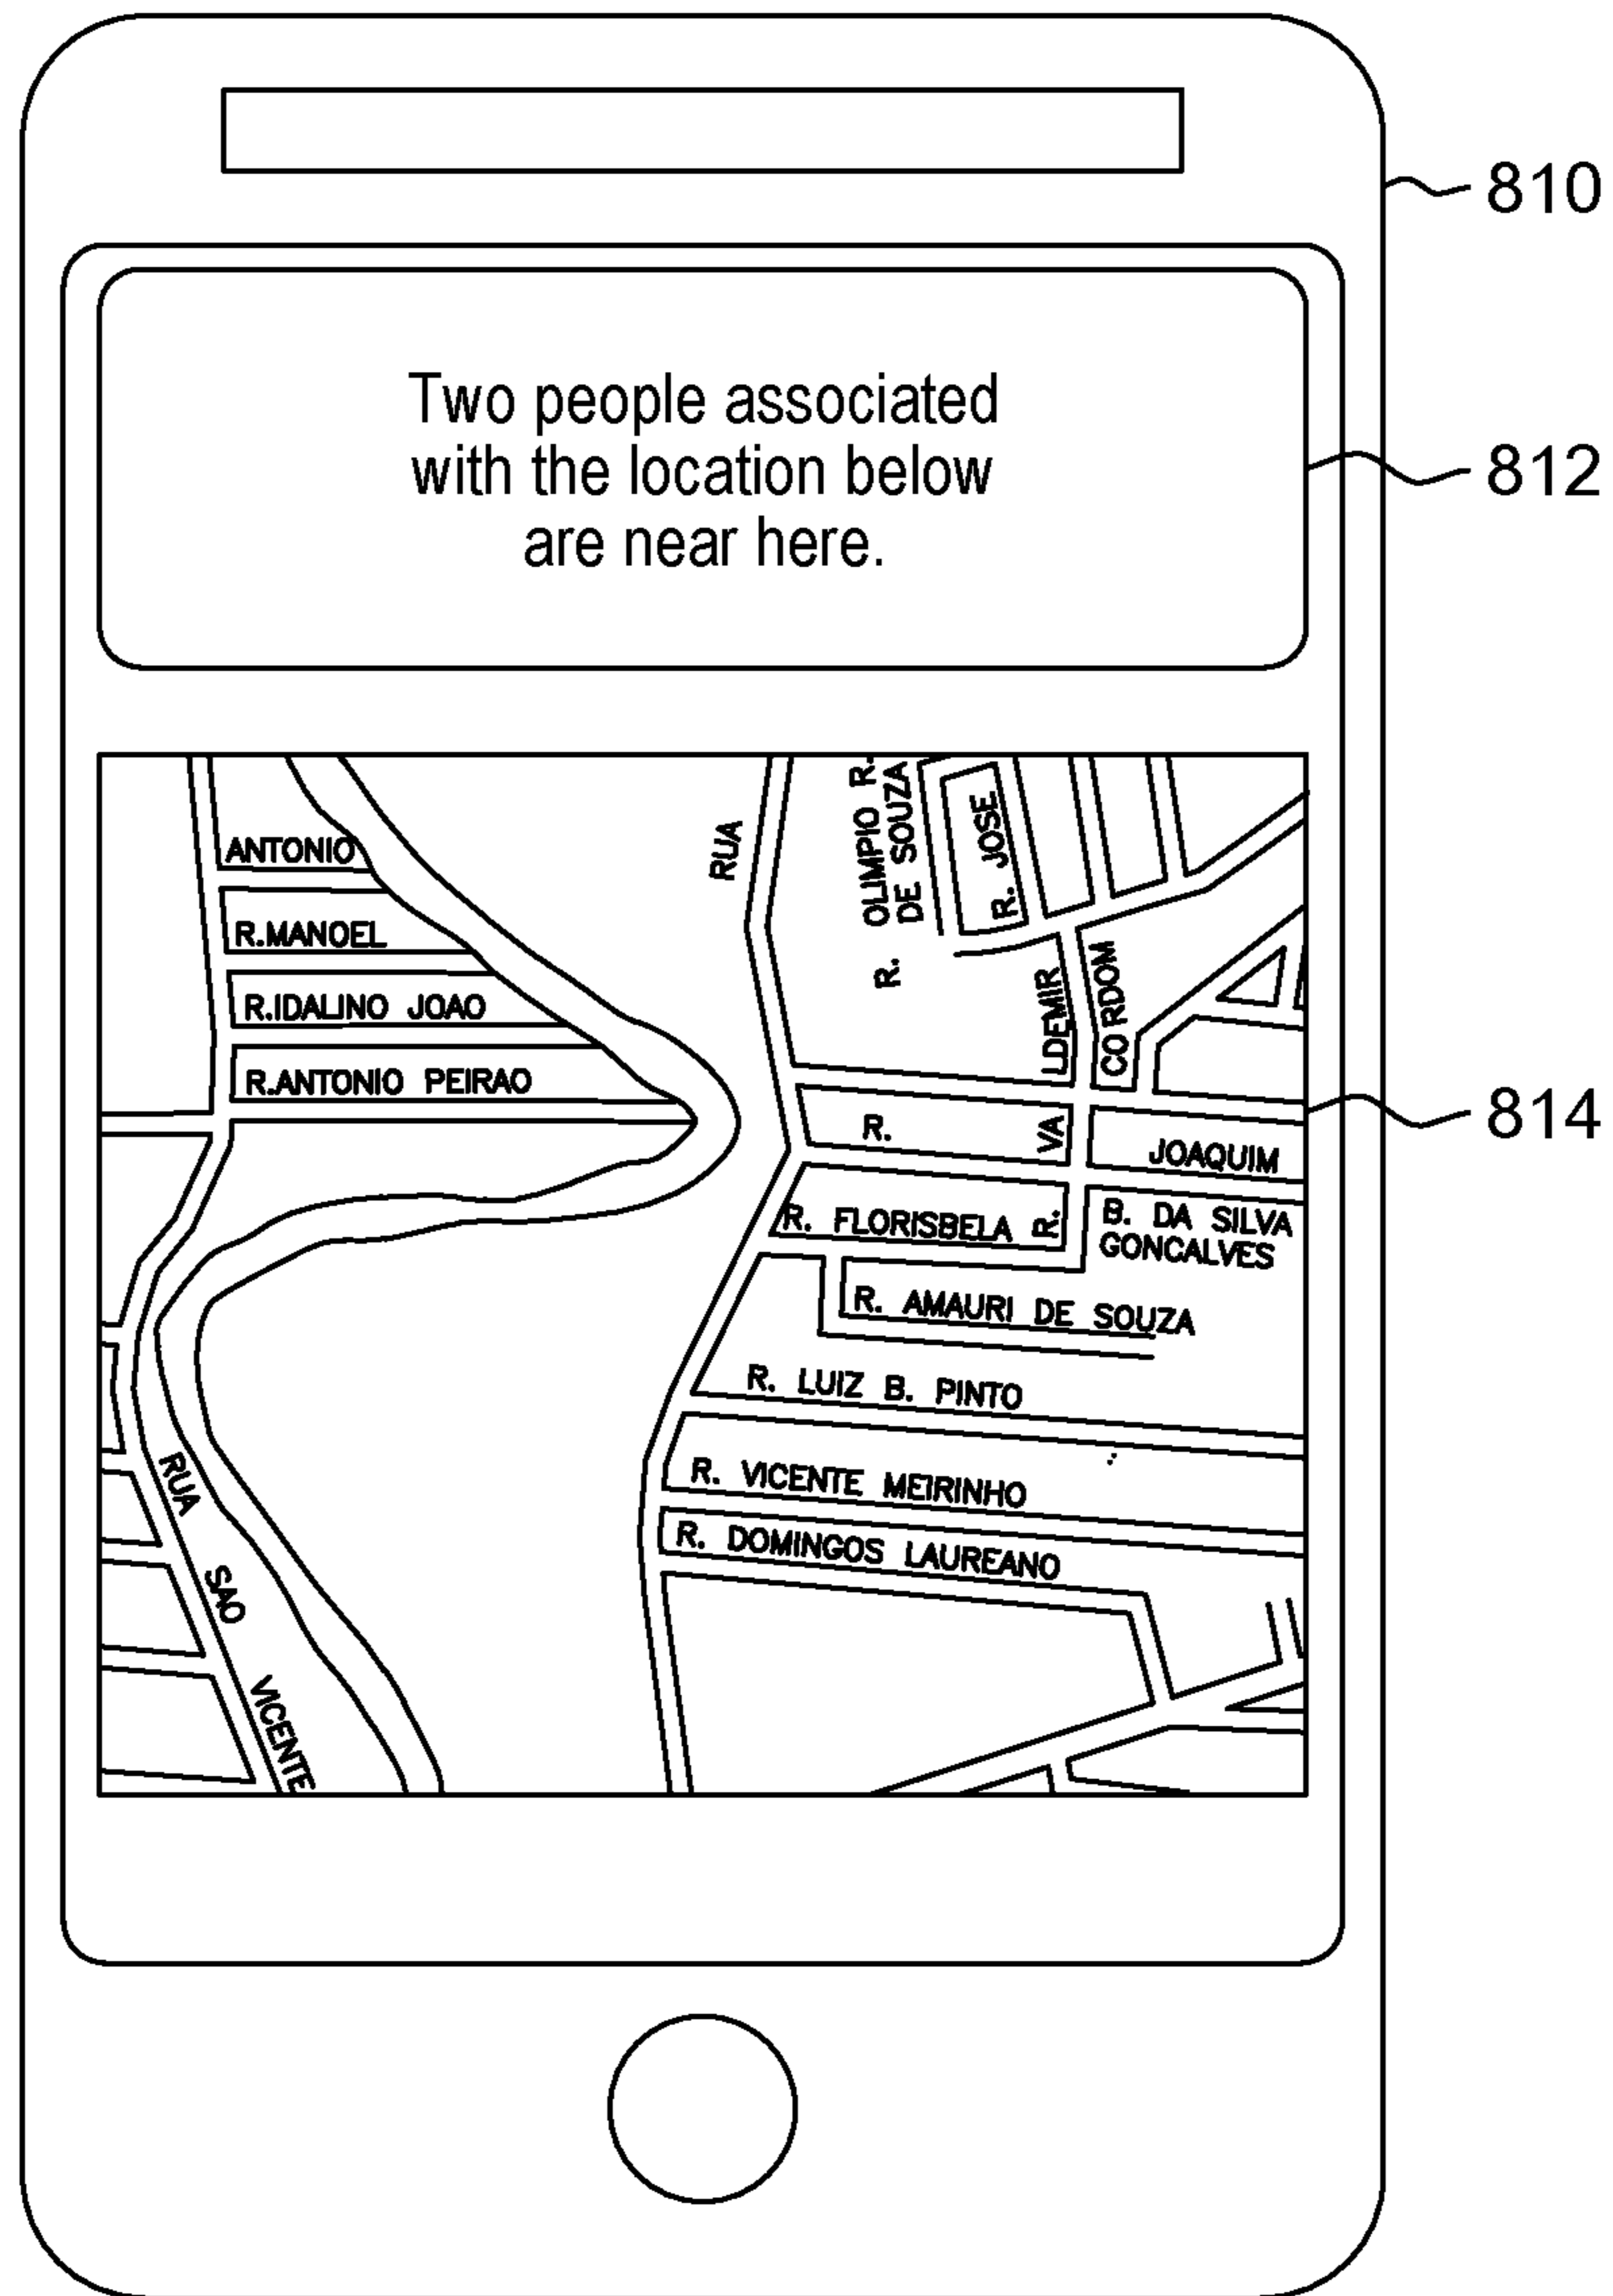 810
Two people associated
with the location below
are near here.
812
ANTONIO
R.MANOEL
R.IDALINO JOAO
R.ANTONIO PEIRAO
RUA
R. OLIMPIO R.
DE SOUZA
R. JOSE
LDEMIR
CO RDOM
814
R.
VA
JOAQUIM
R. FLORISBELA
R.
B. DA SILVA
GONCALVES
R. AMAURI DE SOUZA
R. LUIZ B. PINTO
R. VICENTE MEIRINHO
R. DOMINGOS LAUREANO
RUA SAO VICENTE